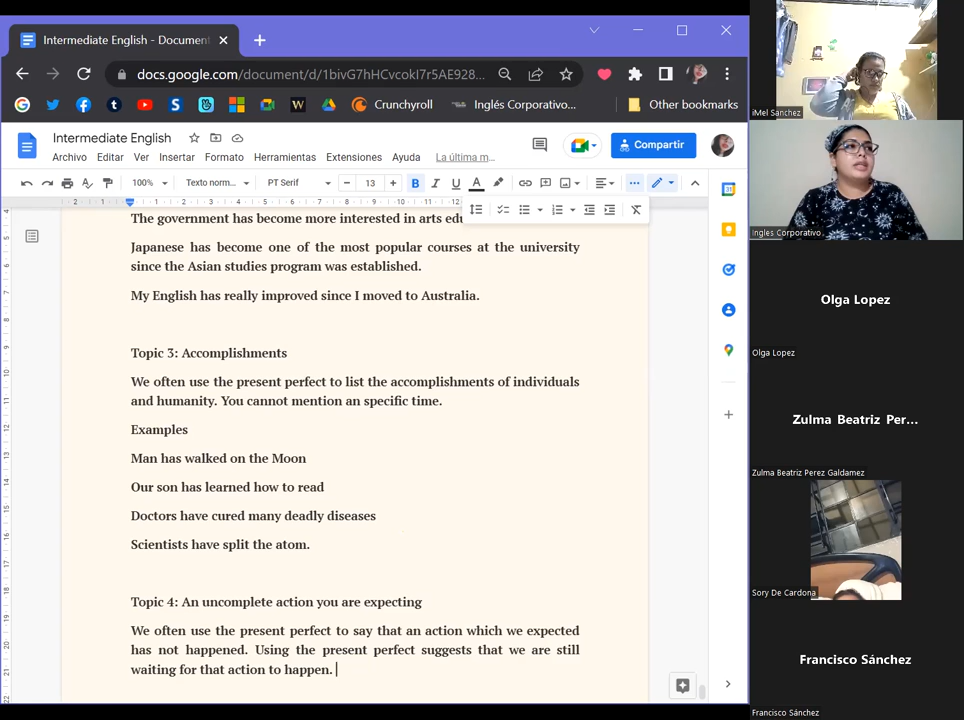 Intermediate English - Document
docs.google.com/document/d/1bivG7hHCvcokI7r5AE928...
Crunchyroll
Inglés Corporativo...
Other bookmarks
Intermediate English
Archivo Editar Ver Insertar Formato Herramientas Extensiones Ayuda La última m...
Compartir
100% Texto norm... PT Serif 13
The government has become more interested in arts edu
Japanese has become one of the most popular courses at the university
since the Asian studies program was established.
My English has really improved since I moved to Australia.
Topic 3: Accomplishments
We often use the present perfect to list the accomplishments of individuals
and humanity. You cannot mention an specific time.
Examples
Man has walked on the Moon
Our son has learned how to read
Doctors have cured many deadly diseases
Scientists have split the atom.
Topic 4: An uncomplete action you are expecting
We often use the present perfect to say that an action which we expected
has not happened. Using the present perfect suggests that we are still
waiting for that action to happen.
iMel Sanchez
Ingles Corporativo
Olga Lopez
Olga Lopez
Zulma Beatriz Per...
Zulma Beatriz Perez Galdamez
Sory De Cardona
Francisco Sánchez
Francisco Sánchez